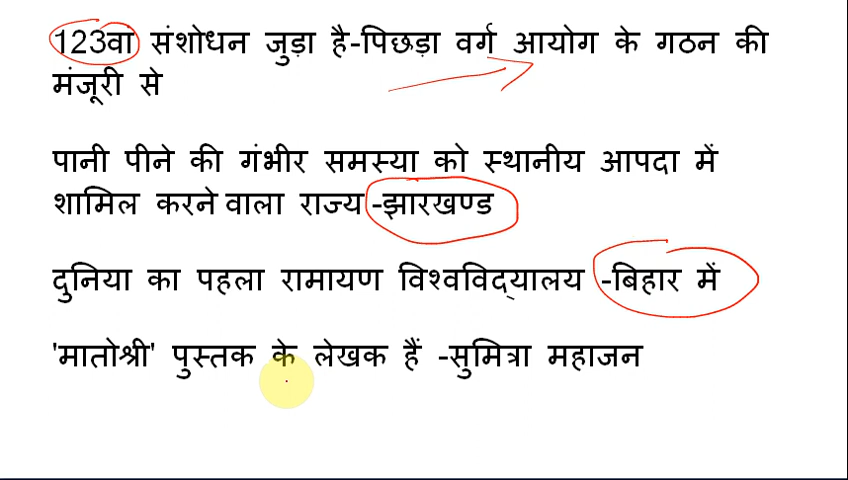 123वां संशोधन जुड़ा है-पिछड़ा वर्ग आयोग के गठन की
मंजूरी से
पानी पीने की गंभीर समस्या को स्थानीय आपदा में
शामिल करने वाला राज्य -झारखण्ड
दुनिया का पहला रामायण विश्वविद्यालय -बिहार में
'मातोश्री' पुस्तक के लेखक हैं -सुमित्रा महाजन